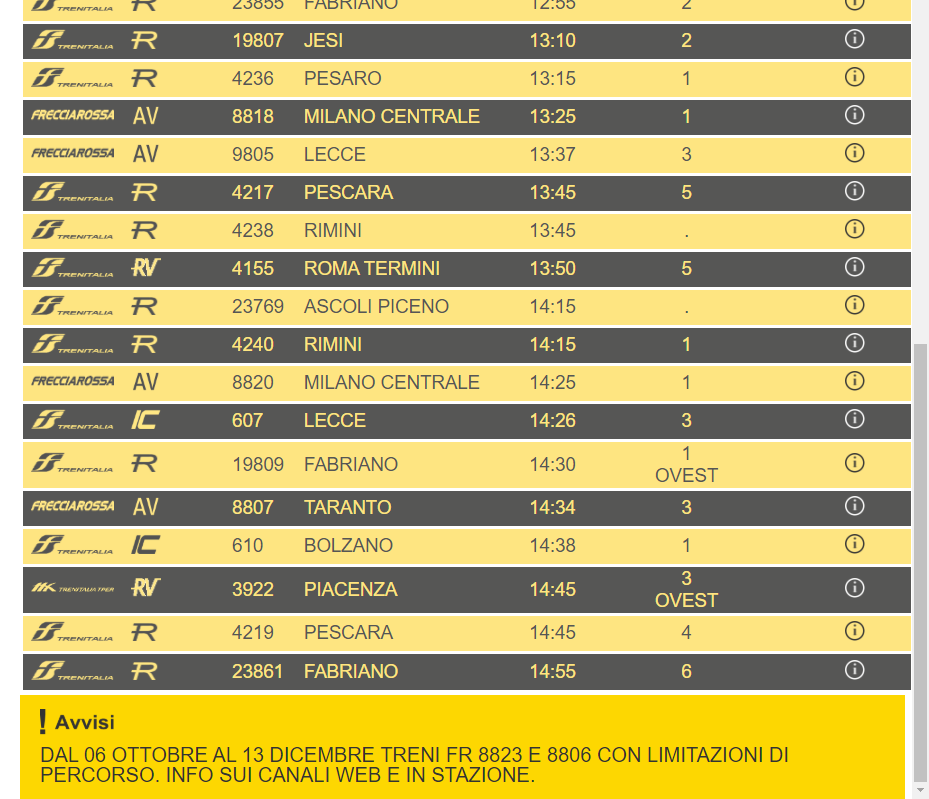 TRENITALIA R 23855 FABRIANO 12:55 2
TRENITALIA R 19807 JESI 13:10 2
TRENITALIA R 4236 PESARO 13:15 1
FRECCIAROSSA AV 8818 MILANO CENTRALE 13:25 1
FRECCIAROSSA AV 9805 LECCE 13:37 3
TRENITALIA R 4217 PESCARA 13:45 5
TRENITALIA R 4238 RIMINI 13:45 .
TRENITALIA RV 4155 ROMA TERMINI 13:50 5
TRENITALIA R 23769 ASCOLI PICENO 14:15 .
TRENITALIA R 4240 RIMINI 14:15 1
FRECCIAROSSA AV 8820 MILANO CENTRALE 14:25 1
TRENITALIA IC 607 LECCE 14:26 3
TRENITALIA R 19809 FABRIANO 14:30 1
OVEST
FRECCIAROSSA AV 8807 TARANTO 14:34 3
TRENITALIA IC 610 BOLZANO 14:38 1
TRENITALIA TPER RV 3922 PIACENZA 14:45 3
OVEST
TRENITALIA R 4219 PESCARA 14:45 4
TRENITALIA R 23861 FABRIANO 14:55 6
! Avvisi
DAL 06 OTTOBRE AL 13 DICEMBRE TRENI FR 8823 E 8806 CON LIMITAZIONI DI
PERCORSO. INFO SUI CANALI WEB E IN STAZIONE.